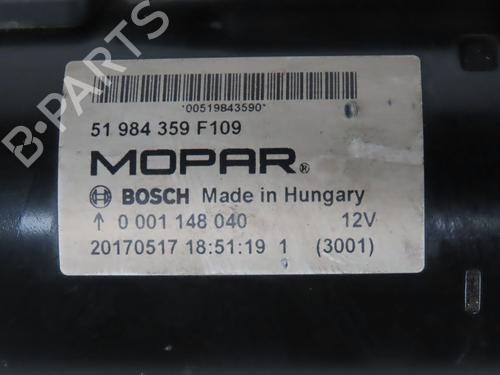 *00519843590*
51 984 359 F109
MOPAR®
BOSCH Made in Hungary
↑ 0 001 148 040 12V
20170517 18:51:19 1 (3001)
B-PARTS